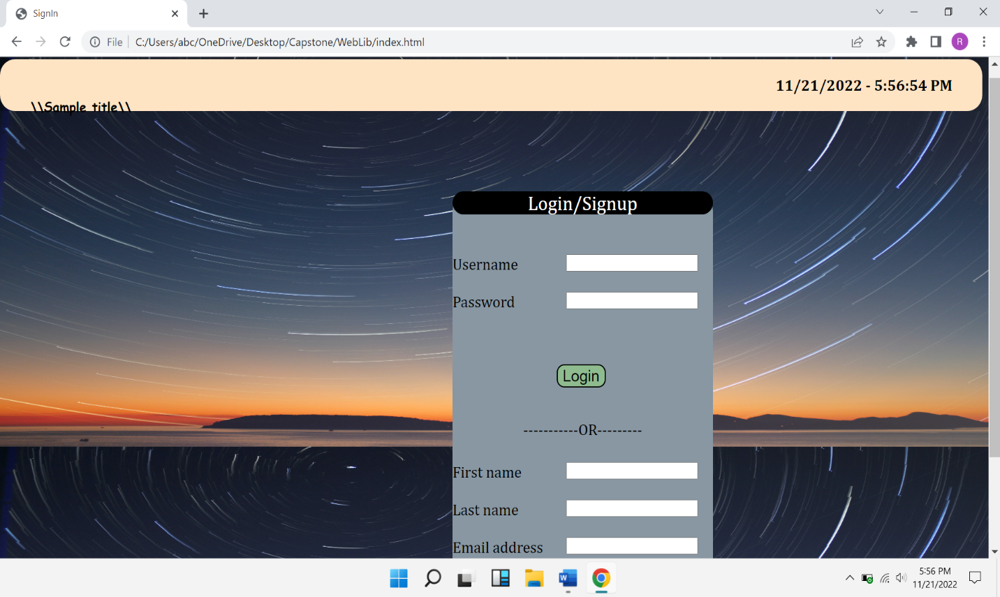 SignIn
File
C:/Users/abc/OneDrive/Desktop/Capstone/WebLib/index.html
R
11/21/2022 - 5:56:54 PM
\\Sample title\\
Login/Signup
Username
Password
Login
-----------OR---------
First name
Last name
Email address
W
5:56 PM
11/21/2022